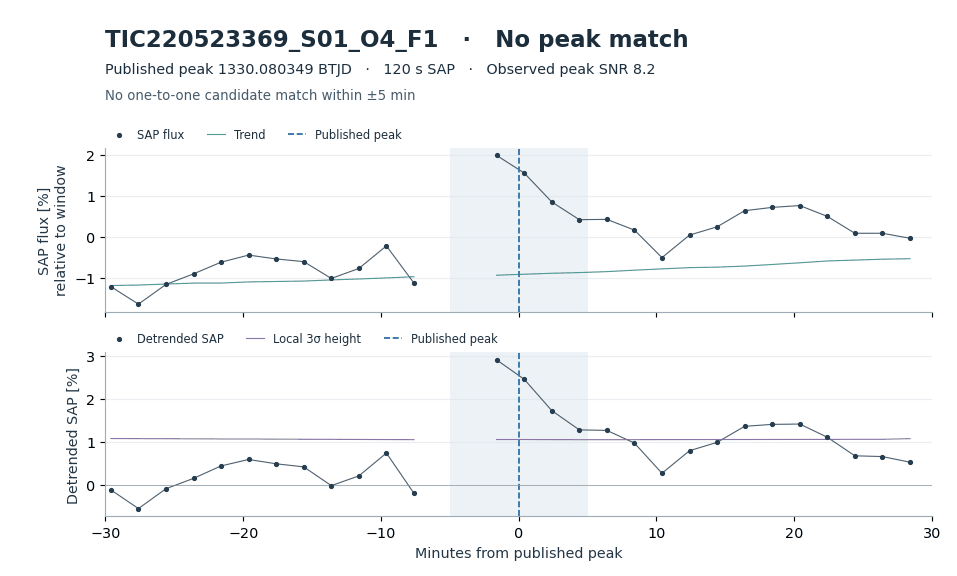 TIC220523369_S01_O4_F1 · No peak match
Published peak 1330.080349 BTJD · 120 s SAP · Observed peak SNR 8.2
No one-to-one candidate match within ±5 min
SAP flux Trend Published peak
SAP flux [%]
relative to window
2
1
0
−1
Detrended SAP Local 3σ height Published peak
Detrended SAP [%]
3
2
1
0
−30 −20 −10 0 10 20 30
Minutes from published peak